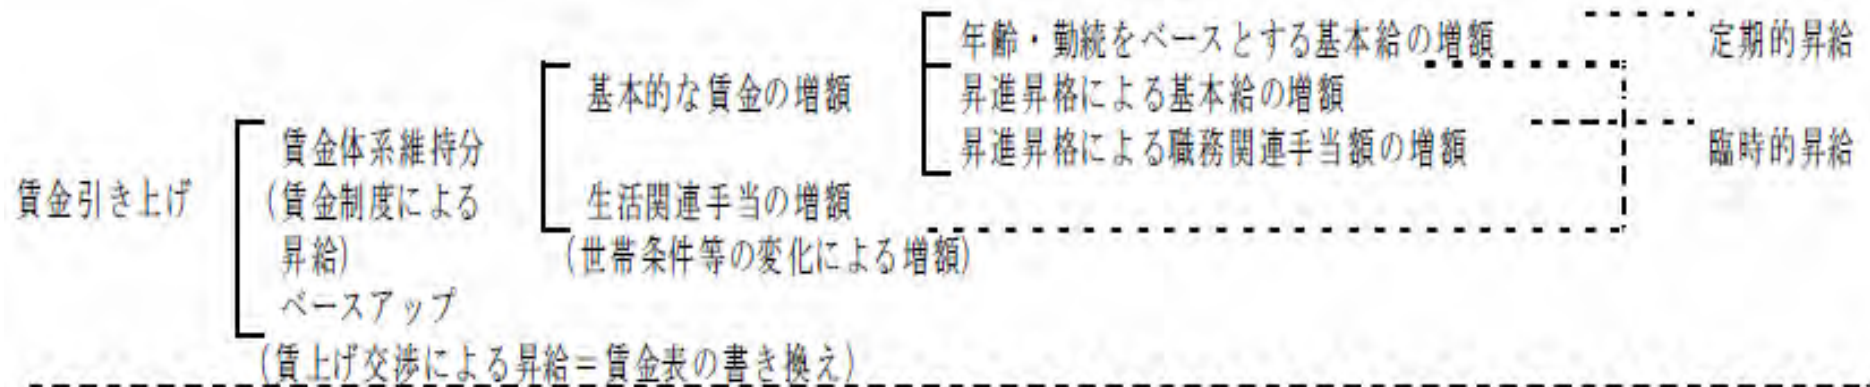 年齢・勤続をベースとする基本給の増額 定期的昇給
基本的な賃金の増額 昇進昇格による基本給の増額
賃金体系維持分 昇進昇格による職務関連手当額の増額 臨時的昇給
賃金引き上げ (賃金制度による 生活関連手当の増額
昇給) (世帯条件等の変化による増額)
ベースアップ
(賃上げ交渉による昇給=賃金表の書き換え)